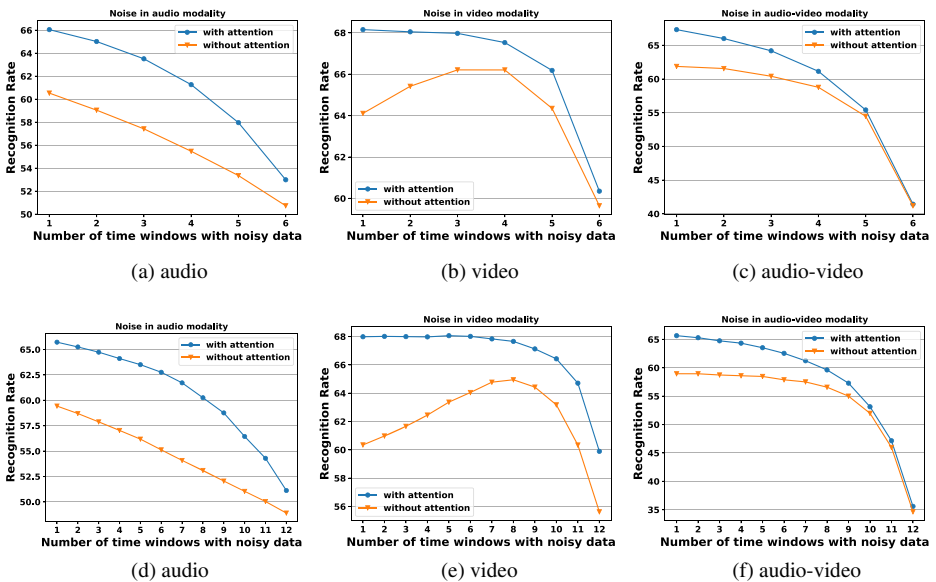 Noise in audio modality
66
64
62
60
58
56
54
52
50
Recognition Rate
with attention
without attention
1 2 3 4 5 6
Number of time windows with noisy data
(a) audio
Noise in video modality
68
66
64
62
60
Recognition Rate
with attention
without attention
1 2 3 4 5 6
Number of time windows with noisy data
(b) video
Noise in audio-video modality
65
60
55
50
45
40
Recognition Rate
with attention
without attention
1 2 3 4 5 6
Number of time windows with noisy data
(c) audio-video
Noise in audio modality
65.0
62.5
60.0
57.5
55.0
52.5
50.0
Recognition Rate
with attention
without attention
1 2 3 4 5 6 7 8 9 10 11 12
Number of time windows with noisy data
(d) audio
Noise in video modality
68
66
64
62
60
58
56
Recognition Rate
with attention
without attention
1 2 3 4 5 6 7 8 9 10 11 12
Number of time windows with noisy data
(e) video
Noise in audio-video modality
65
60
55
50
45
40
35
Recognition Rate
with attention
without attention
1 2 3 4 5 6 7 8 9 10 11 12
Number of time windows with noisy data
(f) audio-video